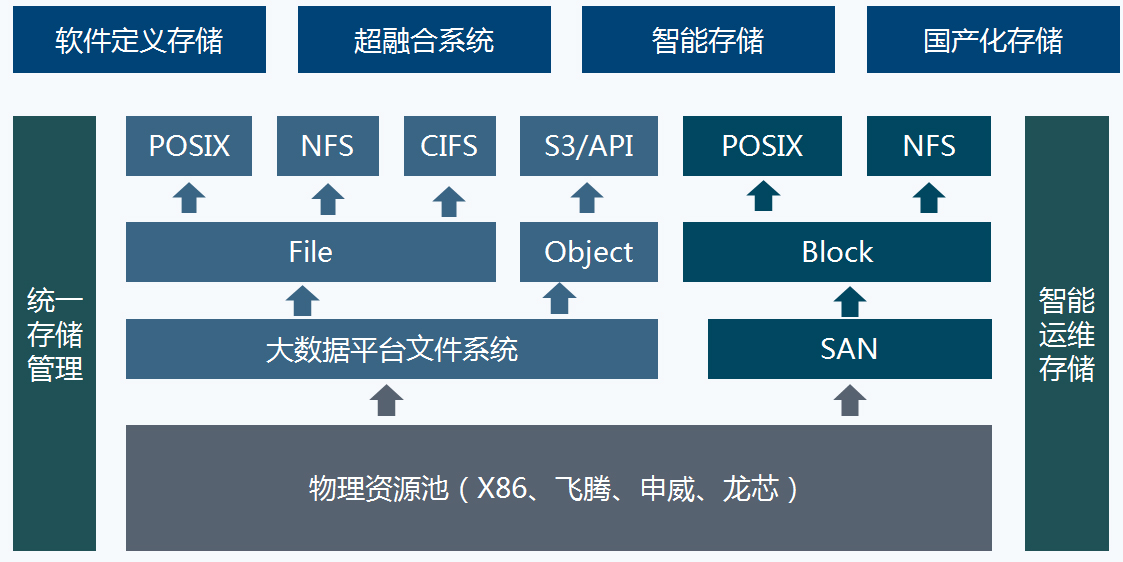 软件定义存储
超融合系统
智能存储
国产化存储
POSIX
NFS
CIFS
S3/API
POSIX
NFS
File
Object
Block
统一
存储
管理
智能
运维
存储
大数据平台文件系统
SAN
物理资源池（X86、飞腾、申威、龙芯）